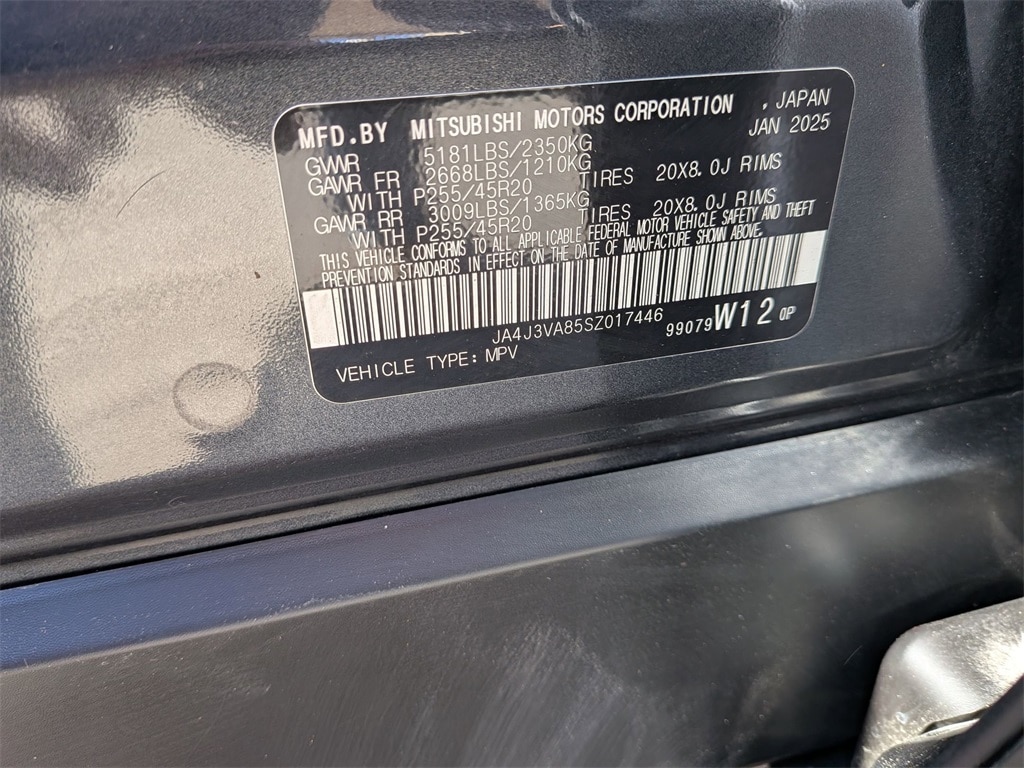 MFD.BY MITSUBISHI MOTORS CORPORATION , JAPAN
JAN 2025
GVWR 5181LBS/2350KG
GAWR FR 2668LBS/1210KG
WITH P255/45R20 TIRES 20X8.0J RIMS
GAWR RR 3009LBS/1365KG
WITH P255/45R20 TIRES 20X8.0J RIMS
THIS VEHICLE CONFORMS TO ALL APPLICABLE FEDERAL MOTOR VEHICLE SAFETY AND THEFT
PREVENTION STANDARDS IN EFFECT ON THE DATE OF MANUFACTURE SHOWN ABOVE.
JA4J3VA85SZ017446
99079 W12 0P
VEHICLE TYPE: MPV